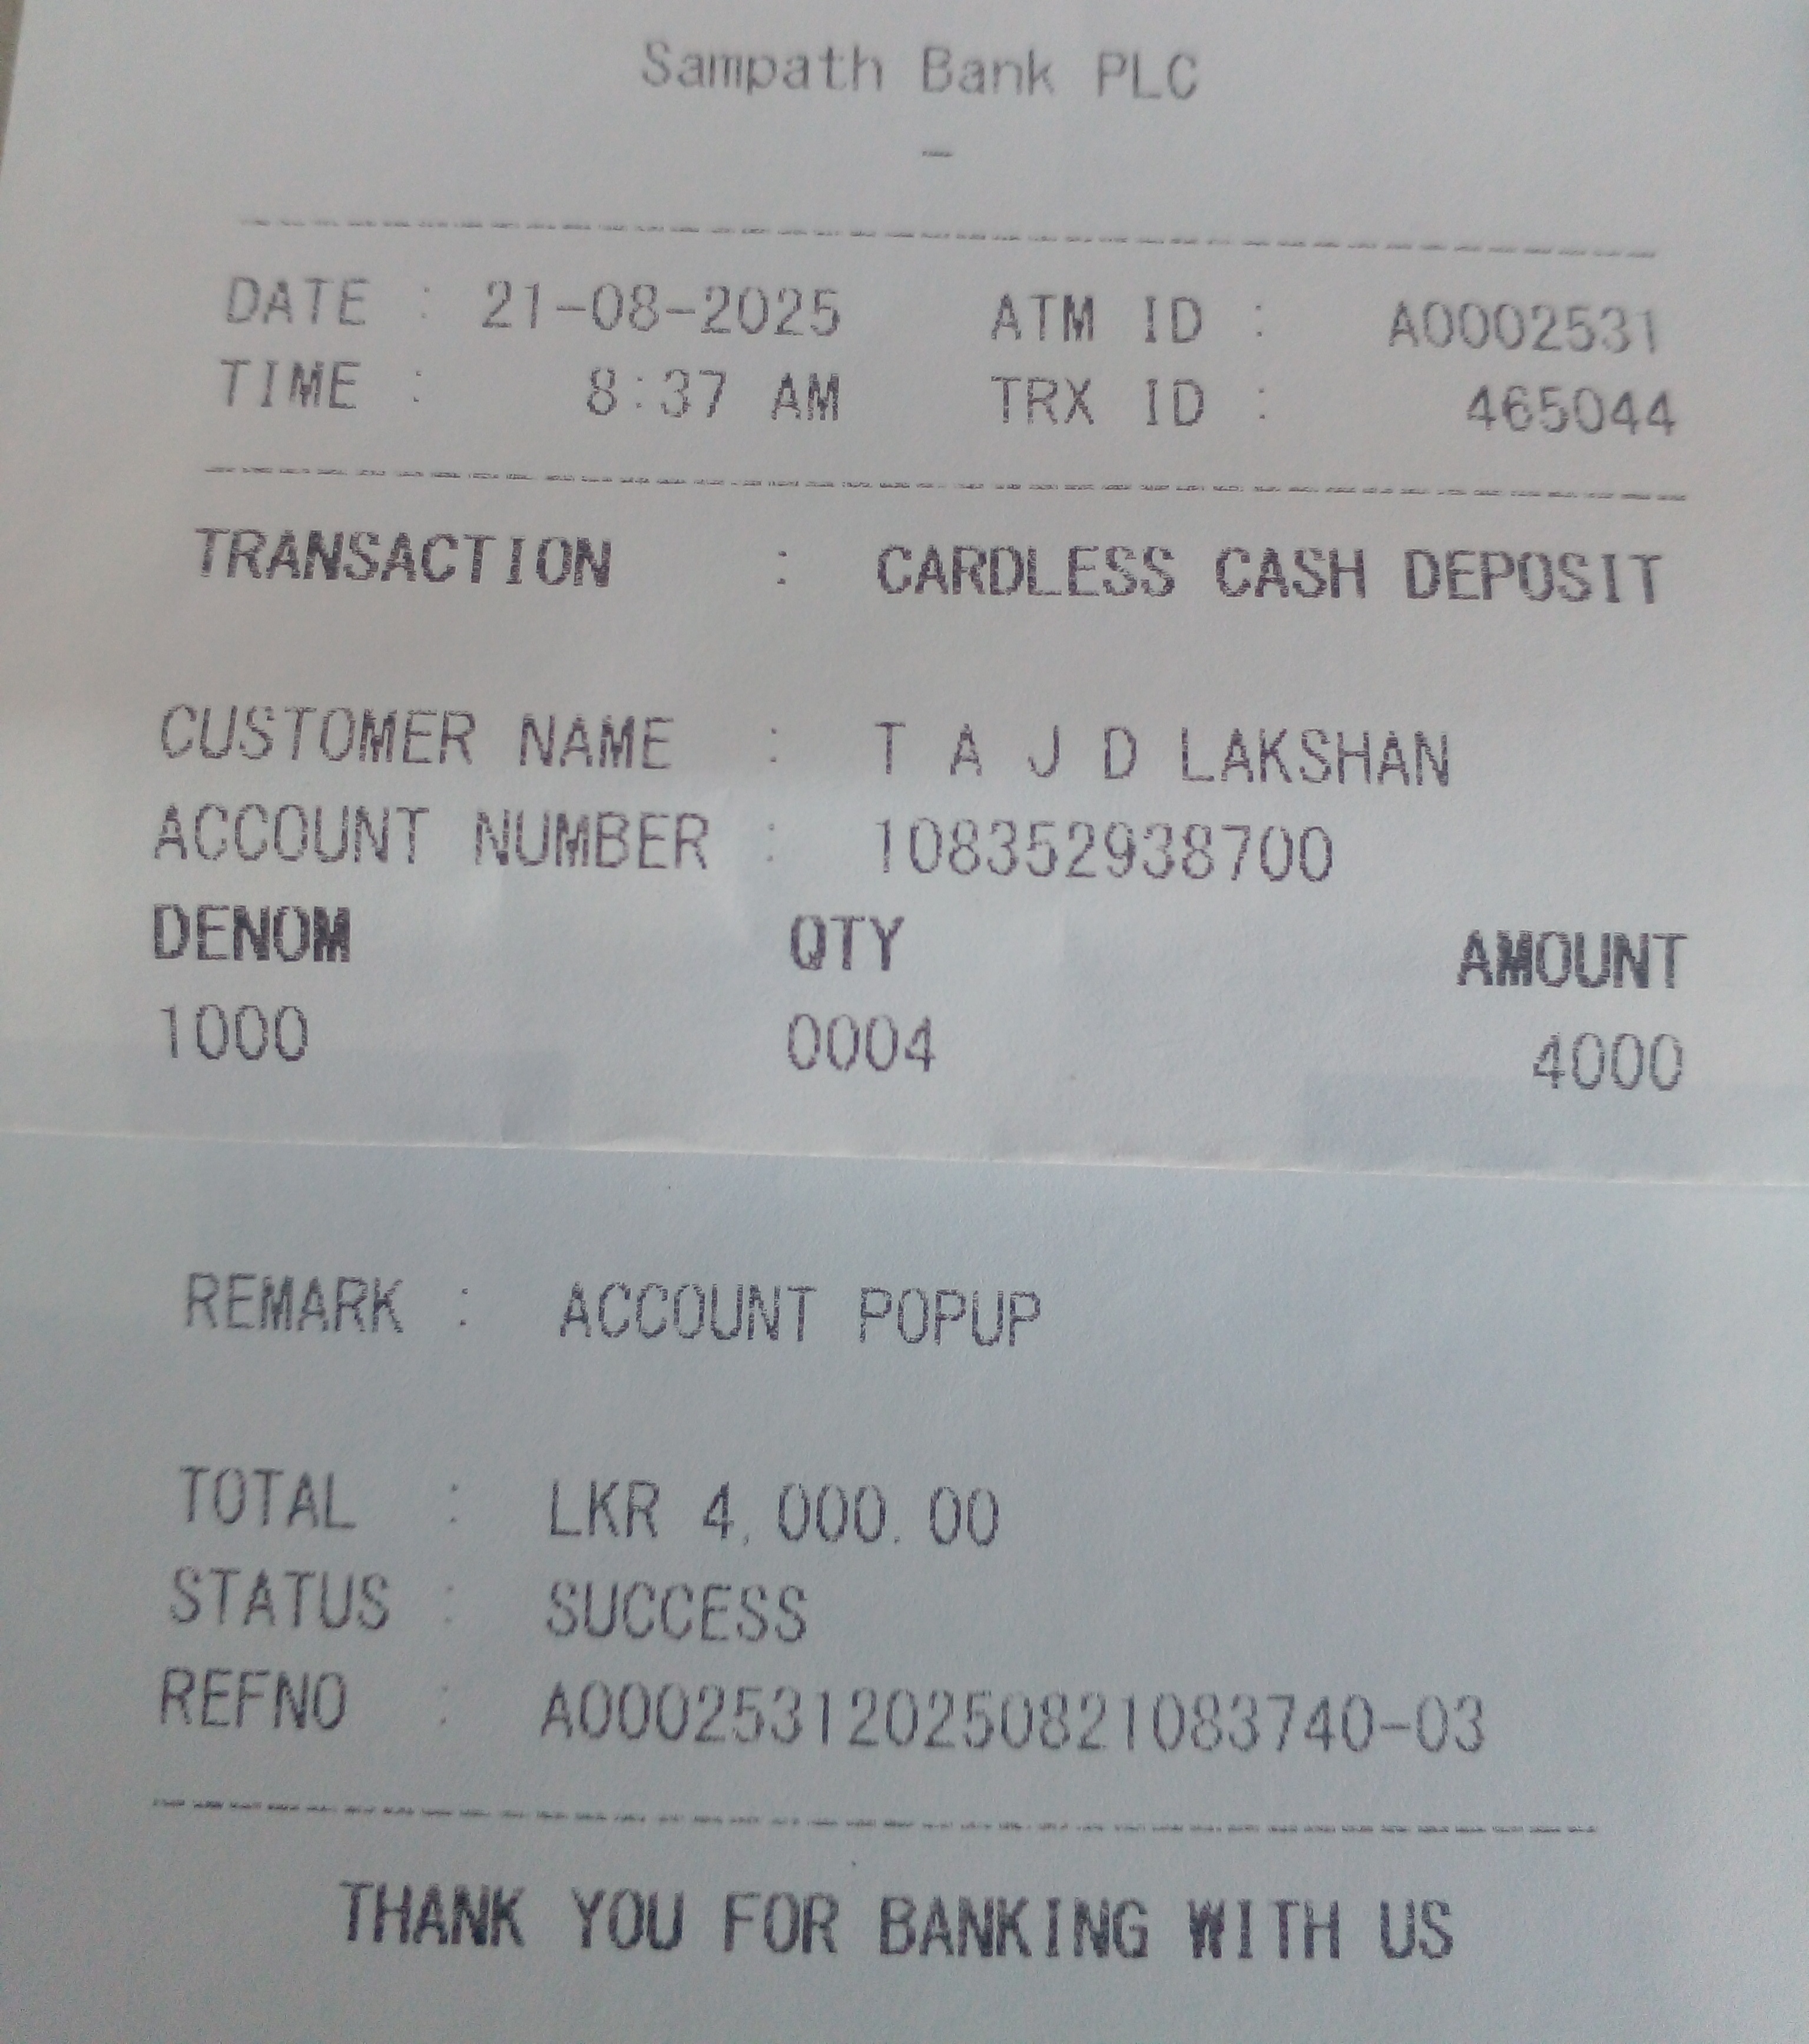 Sampath Bank PLC
-
DATE : 21-08-2025 ATM ID : A0002531
TIME : 8:37 AM TRX ID : 465044
TRANSACTION : CARDLESS CASH DEPOSIT
CUSTOMER NAME : T A J D LAKSHAN
ACCOUNT NUMBER : 108352938700
DENOM QTY AMOUNT
1000 0004 4000
REMARK : ACCOUNT POPUP
TOTAL : LKR 4,000.00
STATUS : SUCCESS
REFNO : A000253120250821083740-03
THANK YOU FOR BANKING WITH US